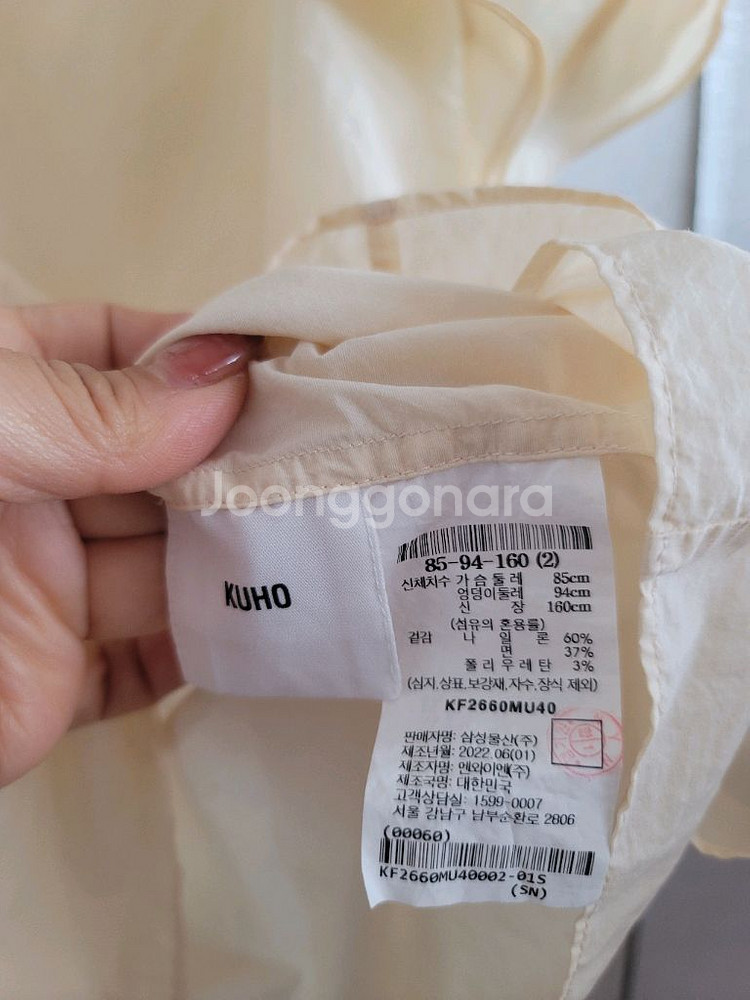 Joonggonara
KUHO
85-94-160 (2)
신체치수 가 슴 둘 레 85cm
엉덩이둘레 94cm
신 장 160cm
(섬유의 혼용률)
겉감 나 일 론 60%
면 37%
폴 리 우 레 탄 3%
(심지,상표,보강재,자수,장식 제외)
KF2660MU40
판매자명: 삼성물산(주)
제조년월: 2022.06(01)
제조자명: 엔와이엔(주)
제조국명: 대한민국
고객상담실: 1599-0007
서울 강남구 남부순환로 2806
(00060)
KF2660MU40002-01S
(SN)